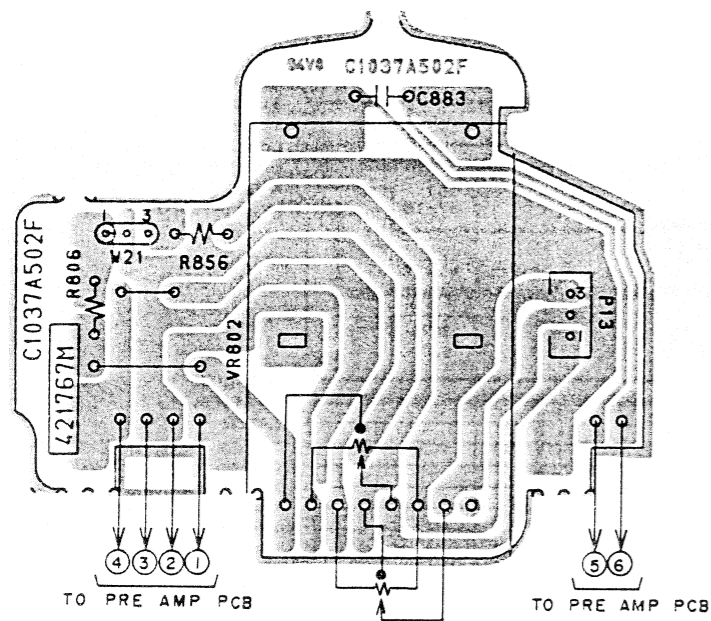 94V0 C1037A502F
C883
1 3
W21
R856
R806
C1037A502F
421767M
VR802
3
P13
1
4 3 2 1
TO PRE AMP PCB
5 6
TO PRE AMP PCB